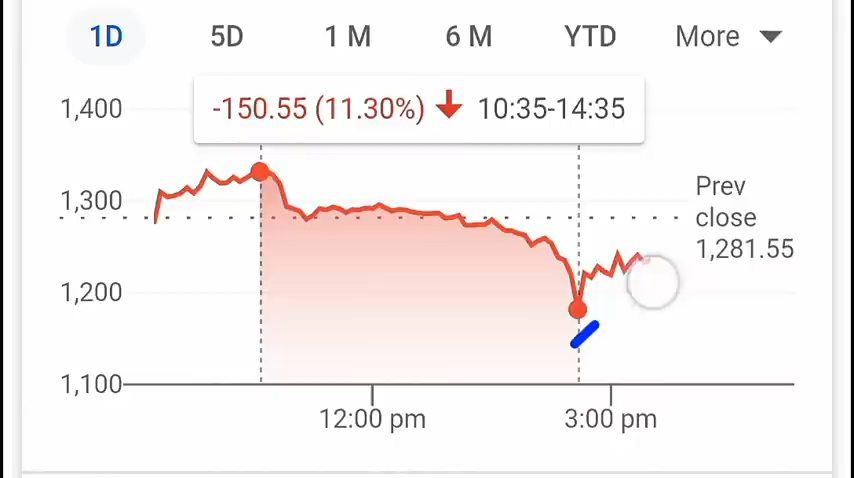 1D 5D 1 M 6 M YTD More
-150.55 (11.30%) 10:35-14:35
1,400
1,300
1,200
1,100
Prev
close
1,281.55
12:00 pm 3:00 pm